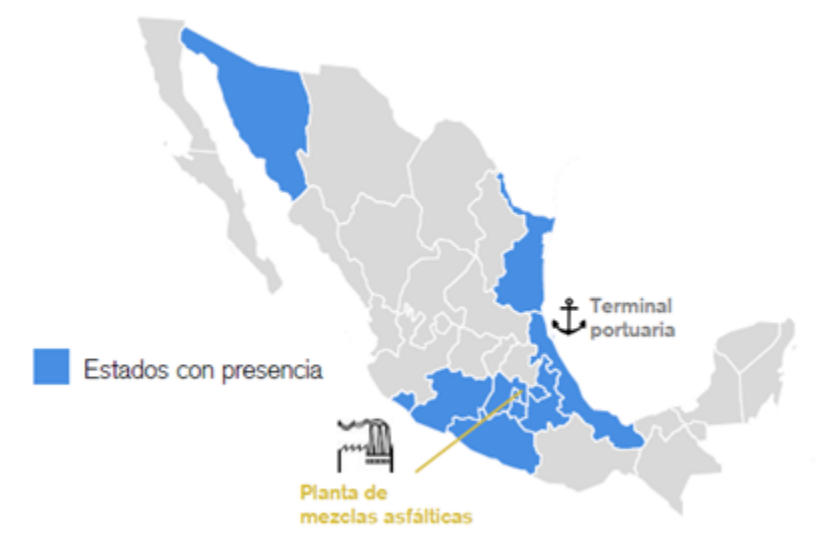 Terminal
portuaria
Estados con presencia
Planta de
mezclas asfálticas